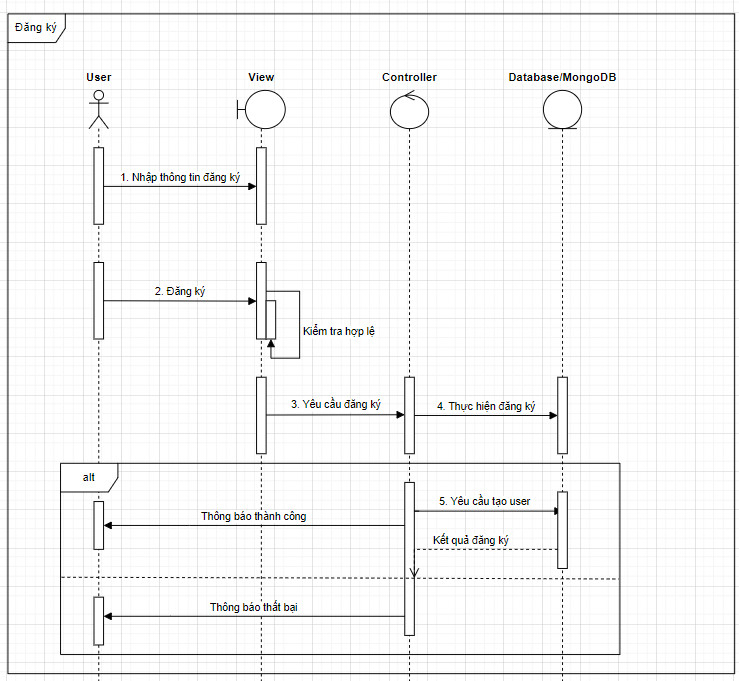 Đăng ký
User
View
Controller
Database/MongoDB
1. Nhập thông tin đăng ký
2. Đăng ký
Kiểm tra hợp lệ
3. Yêu cầu đăng ký
4. Thực hiện đăng ký
alt
5. Yêu cầu tạo user
Thông báo thành công
Kết quả đăng ký
Thông báo thất bại